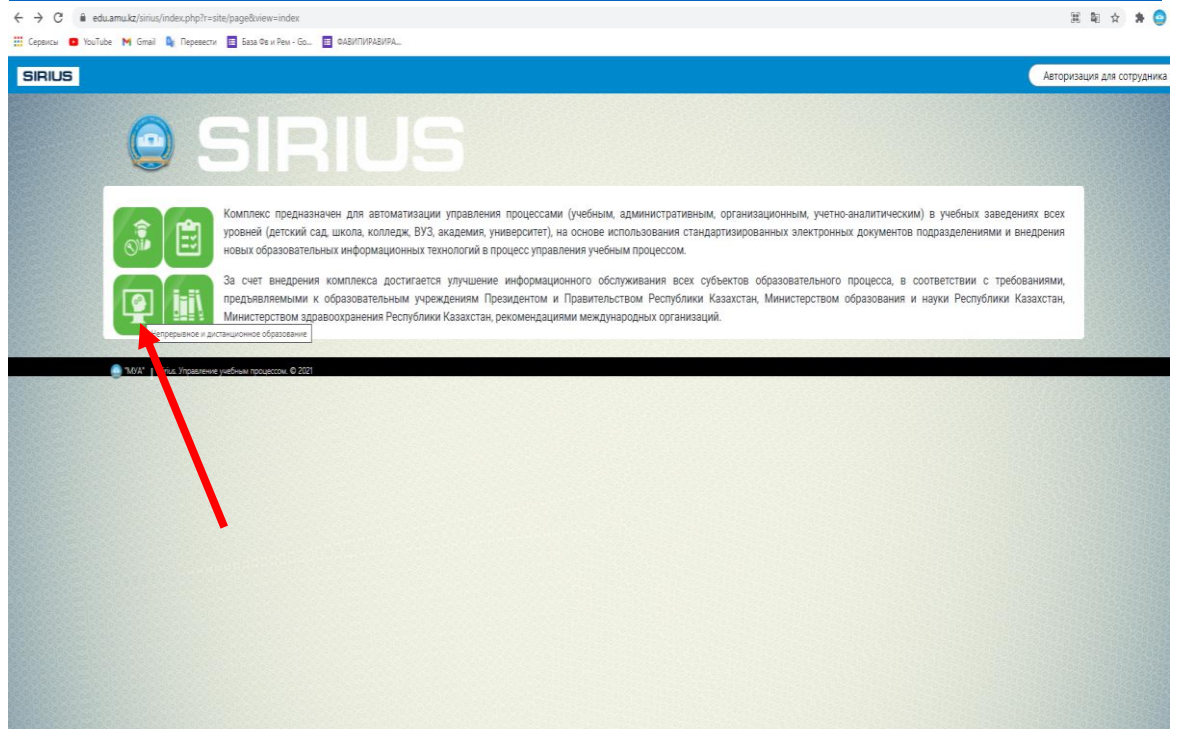 edu.amu.kz/sirius/index.php?r=site/page&view=index
Сервисы YouTube Gmail Перевести База Фв и Рем - Go... ФАВИПИРАВИРА...
SIRIUS Авторизация для сотрудника
SIRIUS
Комплекс предназначен для автоматизации управления процессами (учебным, административным, организационным, учетно-аналитическим) в учебных заведениях всех
уровней (детский сад, школа, колледж, ВУЗ, академия, университет), на основе использования стандартизированных электронных документов подразделениями и внедрения
новых образовательных информационных технологий в процесс управления учебным процессом.
За счет внедрения комплекса достигается улучшение информационного обслуживания всех субъектов образовательного процесса, в соответствии с требованиями,
предъявляемыми к образовательным учреждениям Президентом и Правительством Республики Казахстан, Министерством образования и науки Республики Казахстан,
Министерством здравоохранения Республики Казахстан, рекомендациями международных организаций.
Непрерывное и дистанционное образование
"МУА" | Sirius. Управление учебным процессом. © 2021